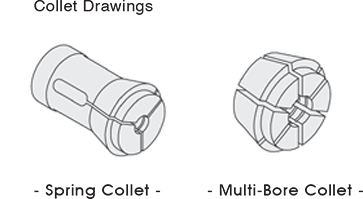 Collet Drawings
- Spring Collet -
- Multi-Bore Collet -